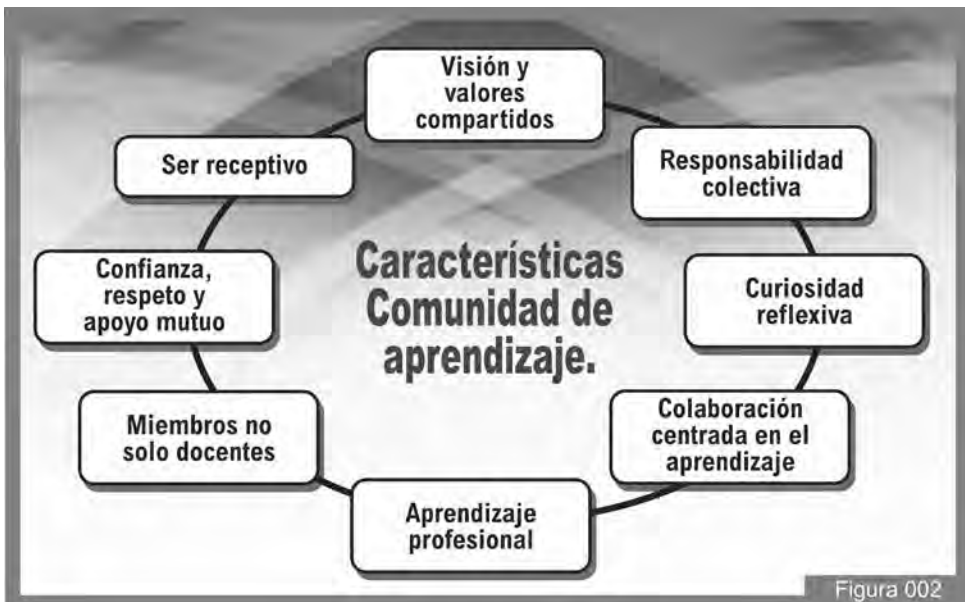 Visión y
valores
compartidos
Ser receptivo
Responsabilidad
colectiva
Confianza,
respeto y
apoyo mutuo
Características
Comunidad de
aprendizaje.
Curiosidad
reflexiva
Miembros no
solo docentes
Colaboración
centrada en el
aprendizaje
Aprendizaje
profesional
Figura 002